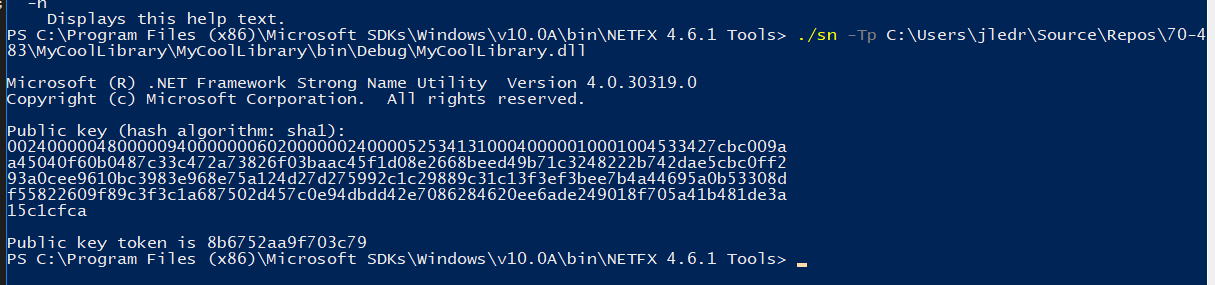 -h
Displays this help text.
PS C:\Program Files (x86)\Microsoft SDKs\Windows\v10.0A\bin\NETFX 4.6.1 Tools> ./sn -Tp C:\Users\jledr\Source\Repos\70-4
83\MyCoolLibrary\MyCoolLibrary\bin\Debug\MyCoolLibrary.dll
Microsoft (R) .NET Framework Strong Name Utility  Version 4.0.30319.0
Copyright (c) Microsoft Corporation.  All rights reserved.
Public key (hash algorithm: sha1):
00240000048000009400000006020000002400005253413100040000010001004533427cbc009a
a45040f60b0487c33c472a73826f03baac45f1d08e2668beed49b71c3248222b742dae5cbc0ff2
93a0cee9610bc3983e968e75a124d27d275992c1c29889c31c13f3ef3bee7b4a44695a0b53308d
f55822609f89c3f3c1a687502d457c0e94dbdd42e7086284620ee6ade249018f705a41b481de3a
15c1cfca
Public key token is 8b6752aa9f703c79
PS C:\Program Files (x86)\Microsoft SDKs\Windows\v10.0A\bin\NETFX 4.6.1 Tools>